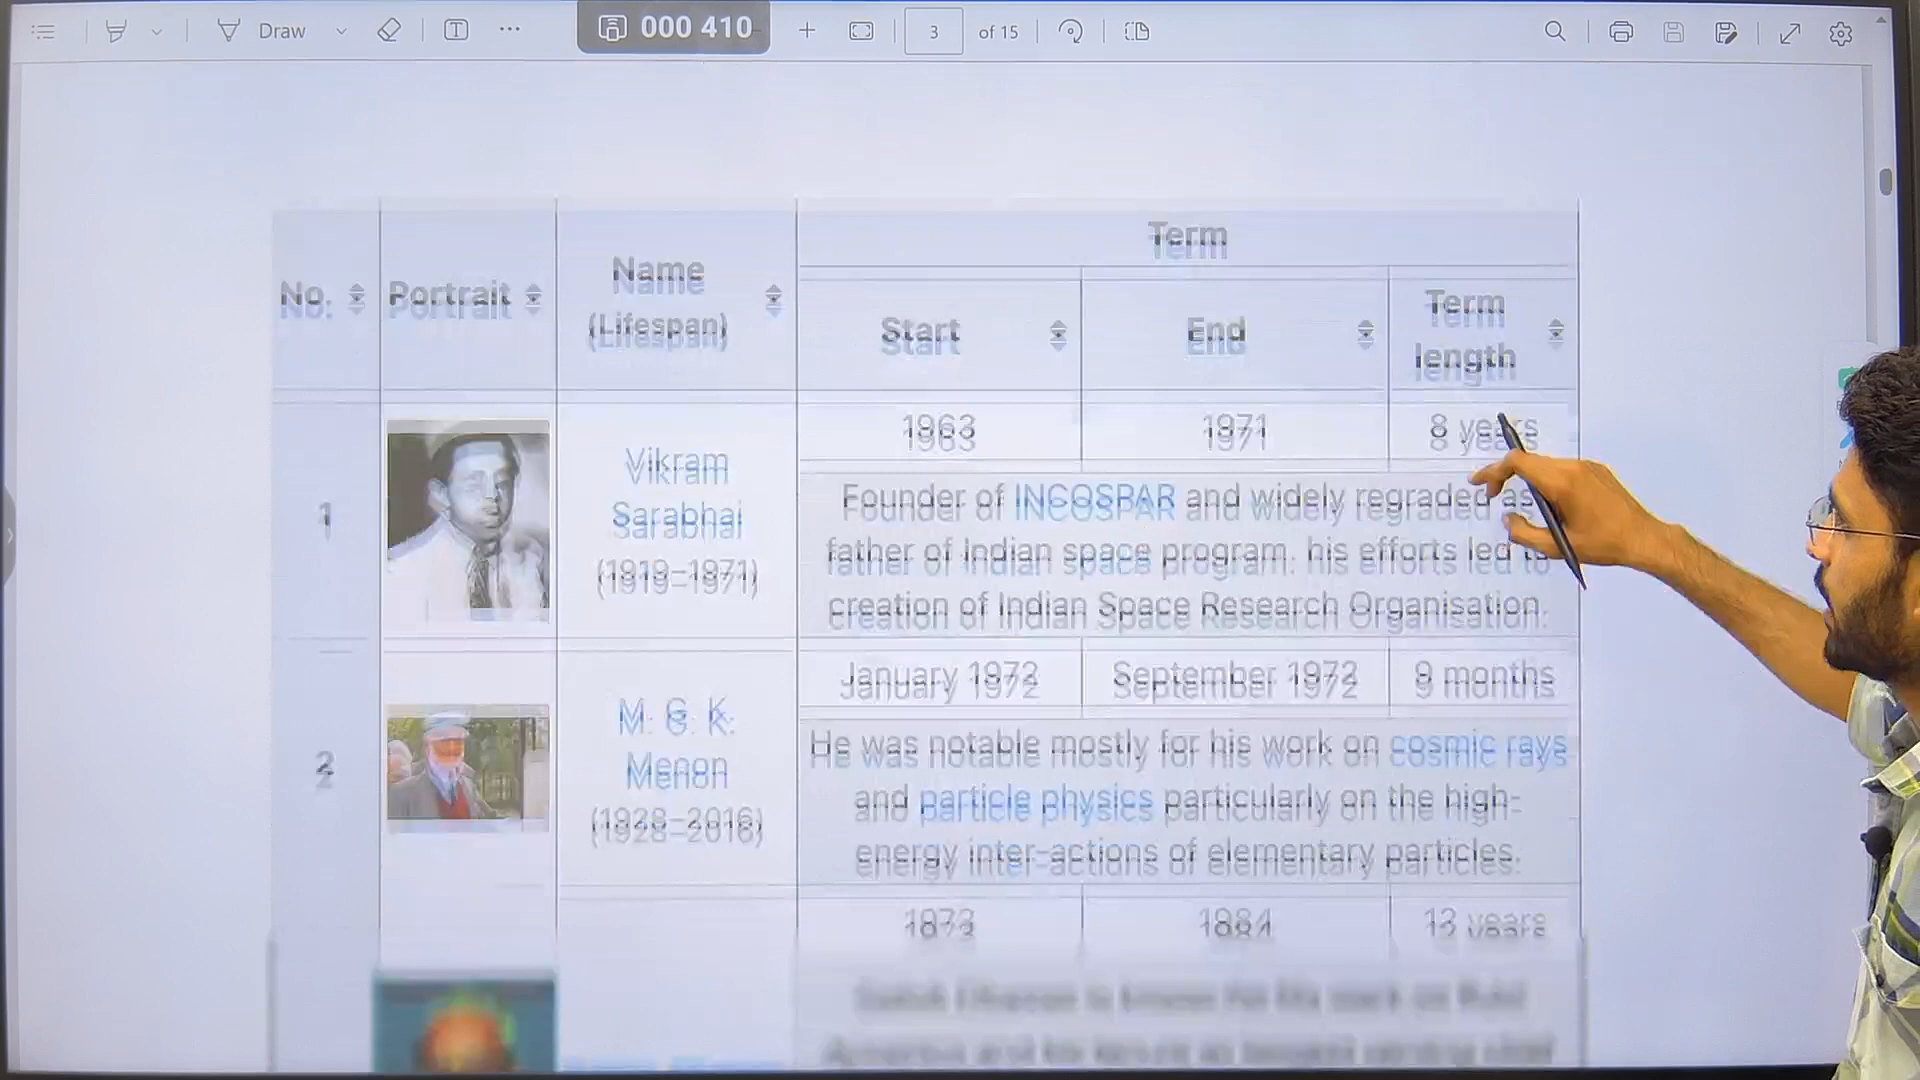 Draw
000 410
3
of 15
Term
No.
Portrait
Name
(Lifespan)
Start
End
Term
length
1963
1971
8 years
1
Vikram
Sarabhai
(1919–1971)
Founder of INCOSPAR and widely regraded as
father of Indian space program. his efforts led to
creation of Indian Space Research Organisation.
January 1972
September 1972
9 months
2
M. G. K.
Menon
(1928–2016)
He was notable mostly for his work on cosmic rays
and particle physics particularly on the high-
energy inter-actions of elementary particles.
years